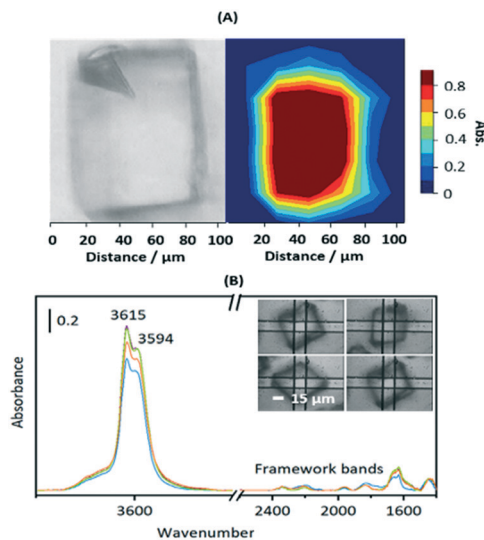 (A)
0.8
0.6
0.4
0.2
0
Abs.
0 20 40 60 80 100
20 40 60 80 100
Distance / µm
Distance / µm
(B)
0.2
3615
3594
15 µm
Framework bands
Absorbance
3600
2400 2000 1600
Wavenumber